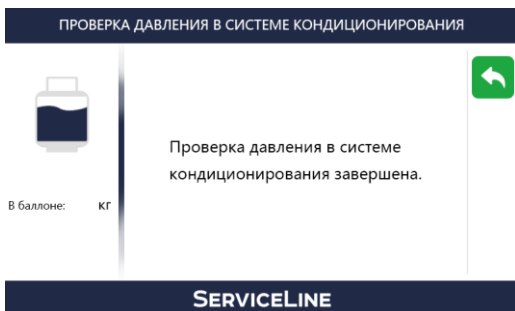 ПРОВЕРКА ДАВЛЕНИЯ В СИСТЕМЕ КОНДИЦИОНИРОВАНИЯ
Проверка давления в системе
кондиционирования завершена.
В баллоне: кг
SERVICELINE